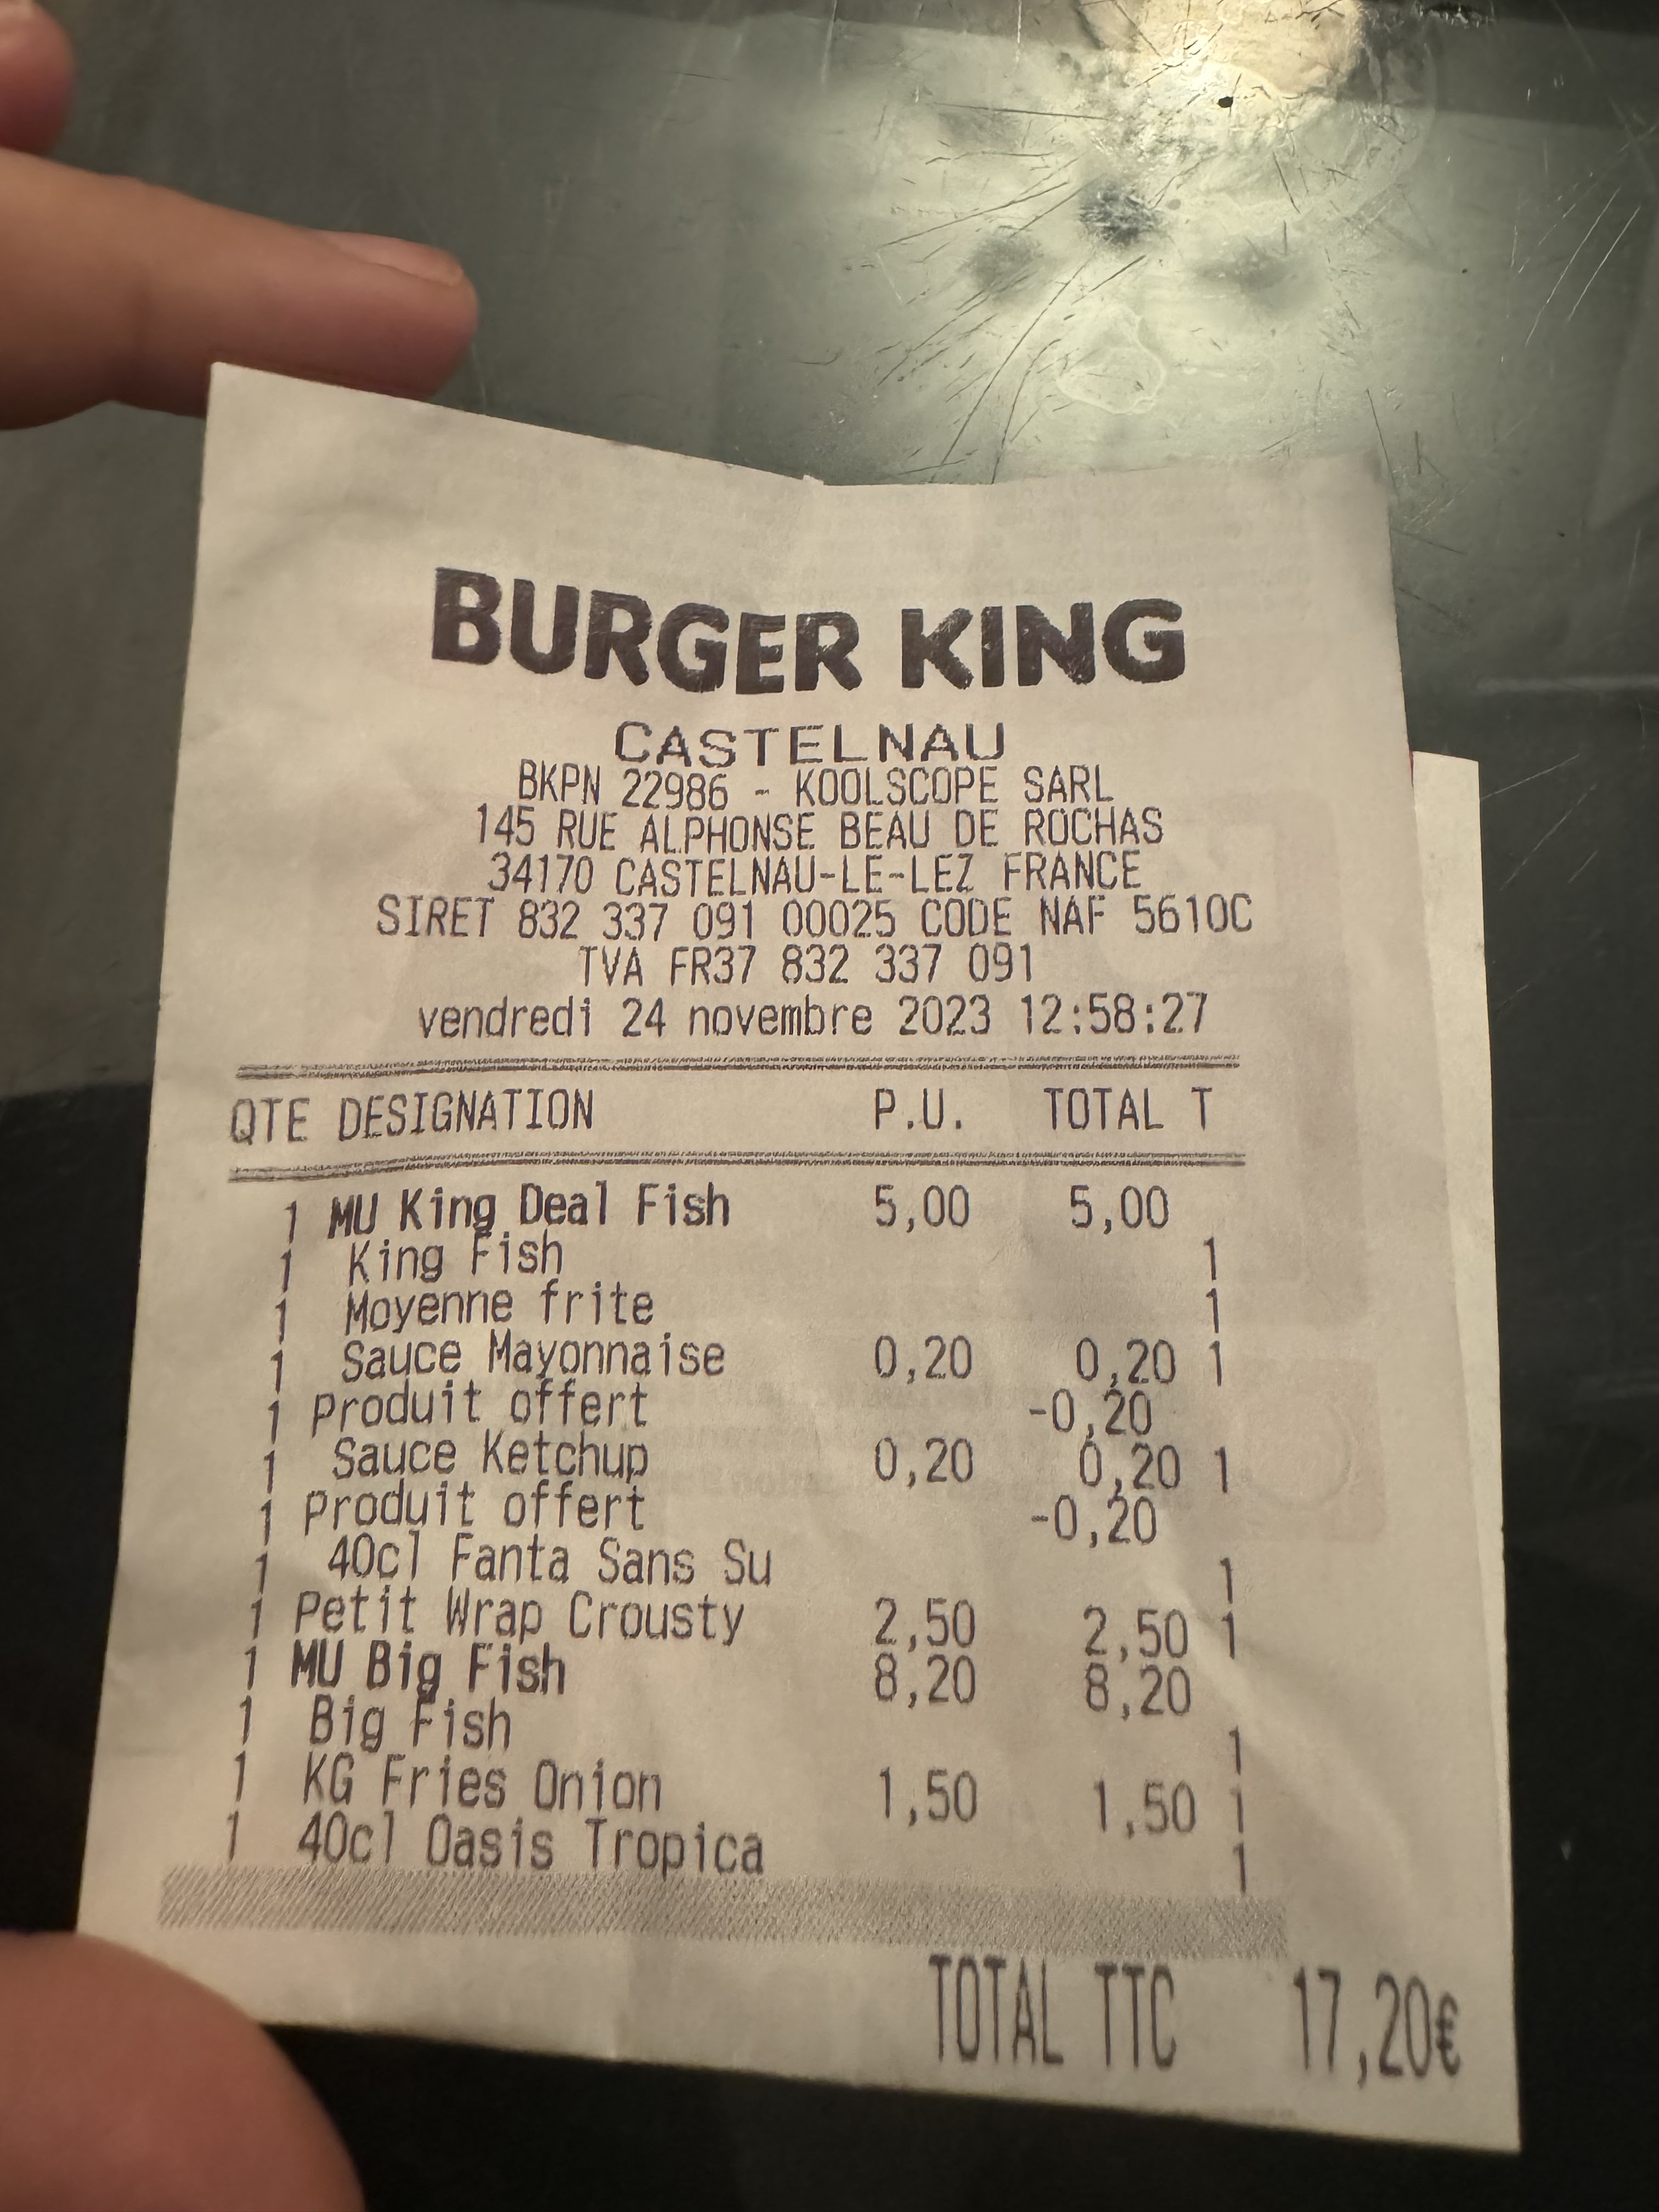 BURGER KING
CASTELNAU
BKPN 22986 - KOOLSCOPE SARL
145 RUE ALPHONSE BEAU DE ROCHAS
34170 CASTELNAU-LE-LEZ FRANCE
SIRET 832 337 091 00025 CODE NAF 5610C
TVA FR37 832 337 091
vendredi 24 novembre 2023 12:58:27
QTE DESIGNATION P.U. TOTAL T
1 MU King Deal Fish 5,00 5,00
1 King Fish 1
1 Moyenne frite 1
1 Sauce Mayonnaise 0,20 0,20 1
1 Produit offert -0,20
1 Sauce Ketchup 0,20 0,20 1
1 Produit offert -0,20
1 40cl Fanta Sans Su 1
1 Petit Wrap Crousty 2,50 2,50 1
1 MU Big Fish 8,20 8,20
1 Big Fish 1
1 KG Fries Onion 1,50 1,50 1
1 40cl Oasis Tropica 1
TOTAL TTC 17,20€